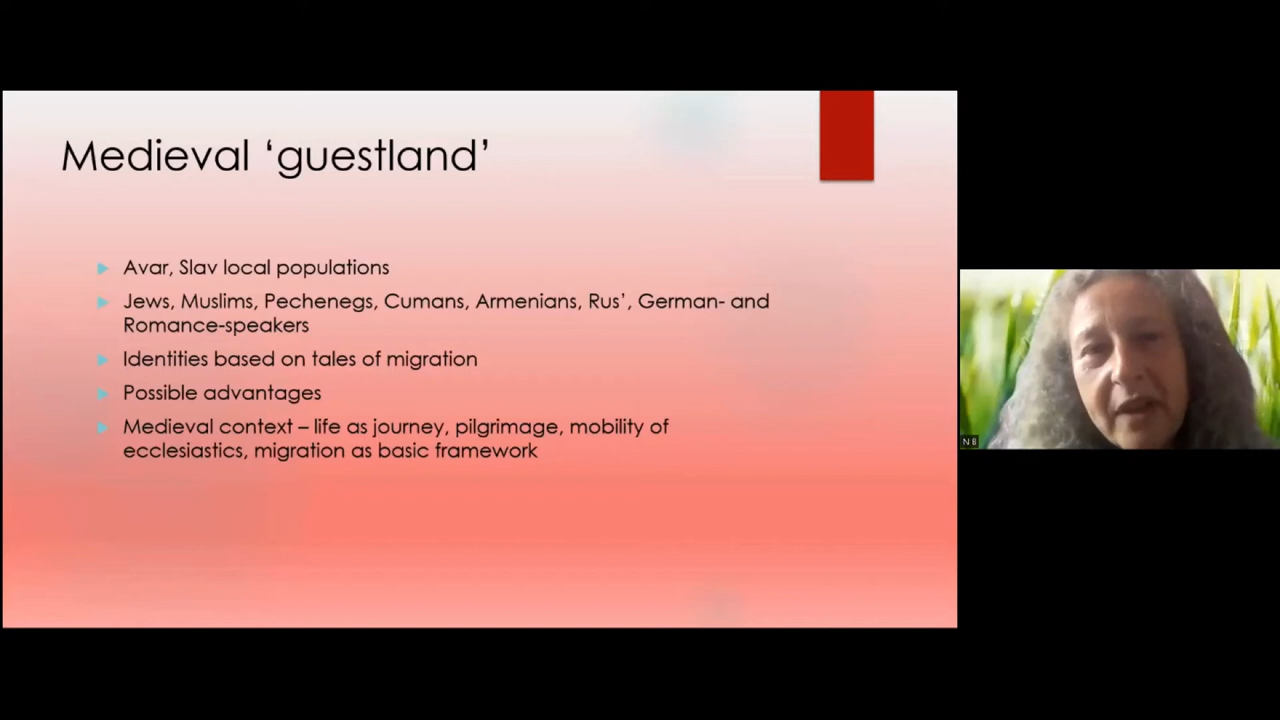 Medieval ‘guestland’
Avar, Slav local populations
Jews, Muslims, Pechenegs, Cumans, Armenians, Rus’, German- and
Romance-speakers
Identities based on tales of migration
Possible advantages
Medieval context – life as journey, pilgrimage, mobility of
ecclesiastics, migration as basic framework
N B